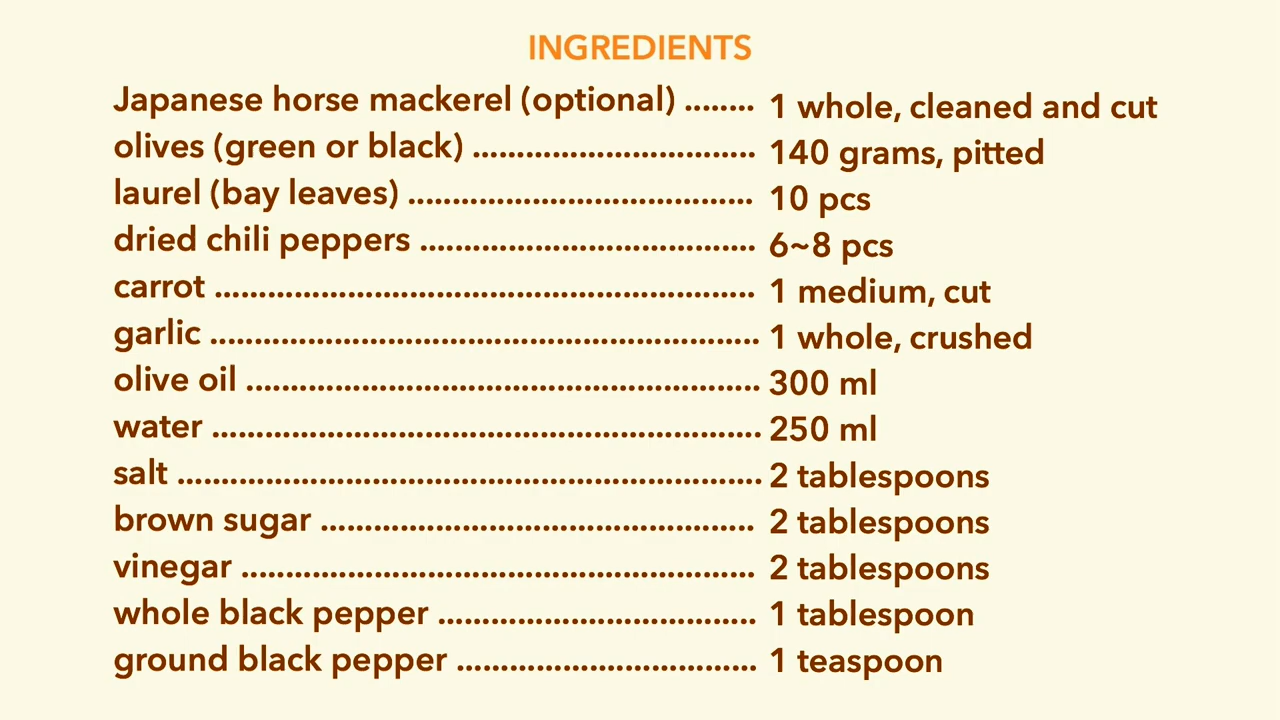 INGREDIENTS
Japanese horse mackerel (optional) ........ 1 whole, cleaned and cut
olives (green or black) ................................ 140 grams, pitted
laurel (bay leaves) ....................................... 10 pcs
dried chili peppers ...................................... 6~8 pcs
carrot ............................................................. 1 medium, cut
garlic .............................................................. 1 whole, crushed
olive oil .......................................................... 300 ml
water .............................................................. 250 ml
salt .................................................................. 2 tablespoons
brown sugar ................................................. 2 tablespoons
vinegar .......................................................... 2 tablespoons
whole black pepper .................................... 1 tablespoon
ground black pepper .................................. 1 teaspoon